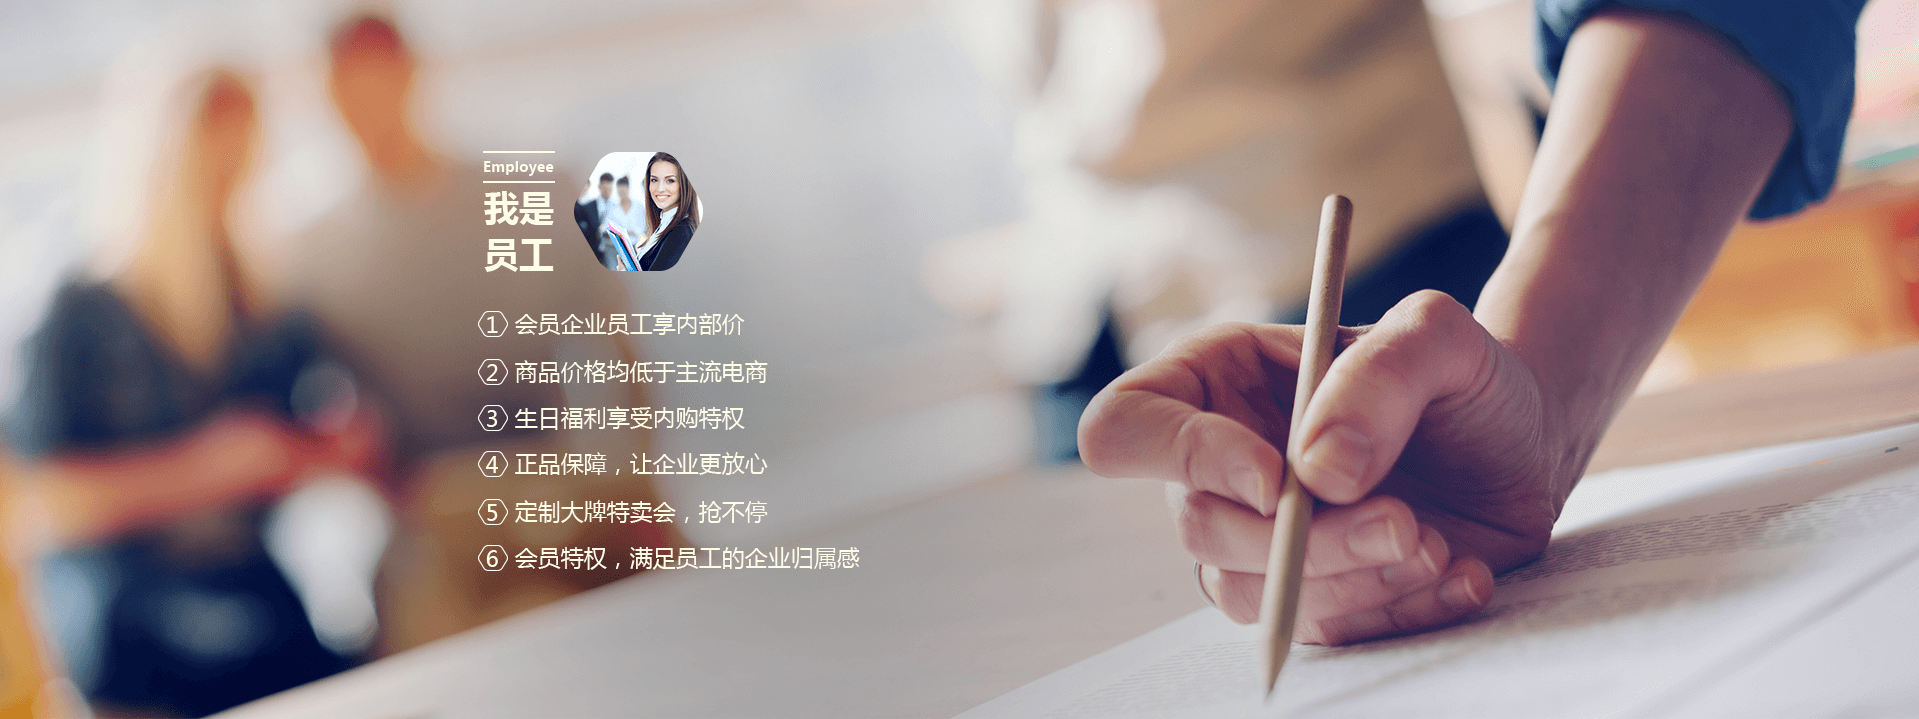 Employee
我是
员工
1 会员企业员工享内部价
2 商品价格均低于主流电商
3 生日福利享受内购特权
4 正品保障，让企业更放心
5 定制大牌特卖会，抢不停
6 会员特权，满足员工的企业归属感